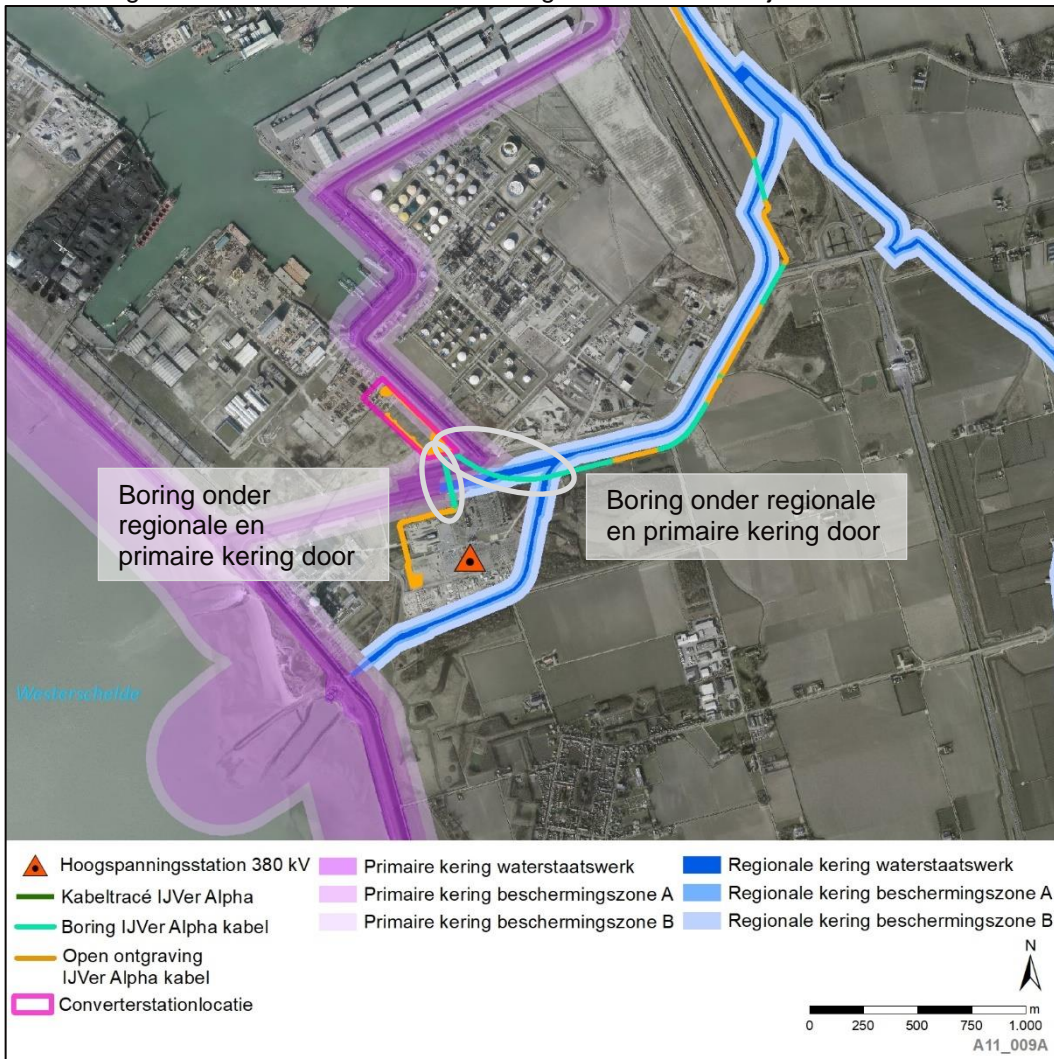 Boring onder
regionale en
primaire kering door
Boring onder regionale
en primaire kering door
Westerschelde
Hoogspanningsstation 380 kV
Kabeltracé IJVer Alpha
Boring IJVer Alpha kabel
Open ontgraving
IJVer Alpha kabel
Converterstationlocatie
Primaire kering waterstaatswerk
Primaire kering beschermingszone A
Primaire kering beschermingszone B
Regionale kering waterstaatswerk
Regionale kering beschermingszone A
Regionale kering beschermingszone B
N
m
0 250 500 750 1.000
A11_009A